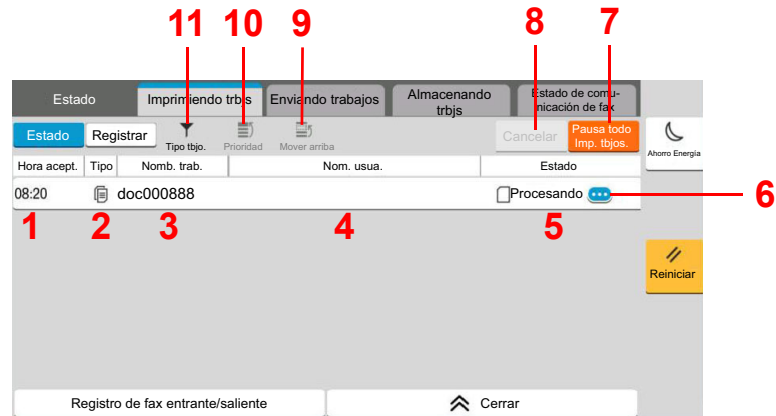 11 10 9 8 7
Estado
Imprimiendo trbjs
Enviando trabajos
Almacenando
trbjs
Estado de comu-
nicación de fax
Estado
Registrar
Tipo tbjo.
Prioridad
Mover arriba
Cancelar
Pausa todo
Imp. tbjos.
Ahorro Energía
Hora acept. Tipo Nomb. trab. Nom. usua. Estado
08:20 doc000888 Procesando
6
1 2 3 4 5
Reiniciar
Registro de fax entrante/saliente
Cerrar